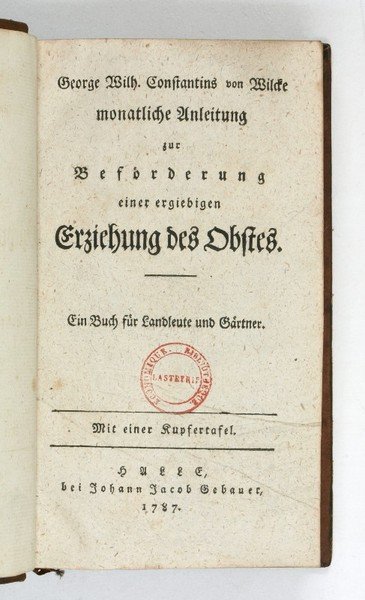 George Wilh. Constantins von Wilcke
monatliche Anleitung
zur
Beförderung
einer ergiebigen
Erziehung des Obstes.
Ein Buch für Landleute und Gärtner.
LASTEYRIE
Mit einer Kupfertafel.
HALLE,
bei Johann Jacob Gebauer,
1787.